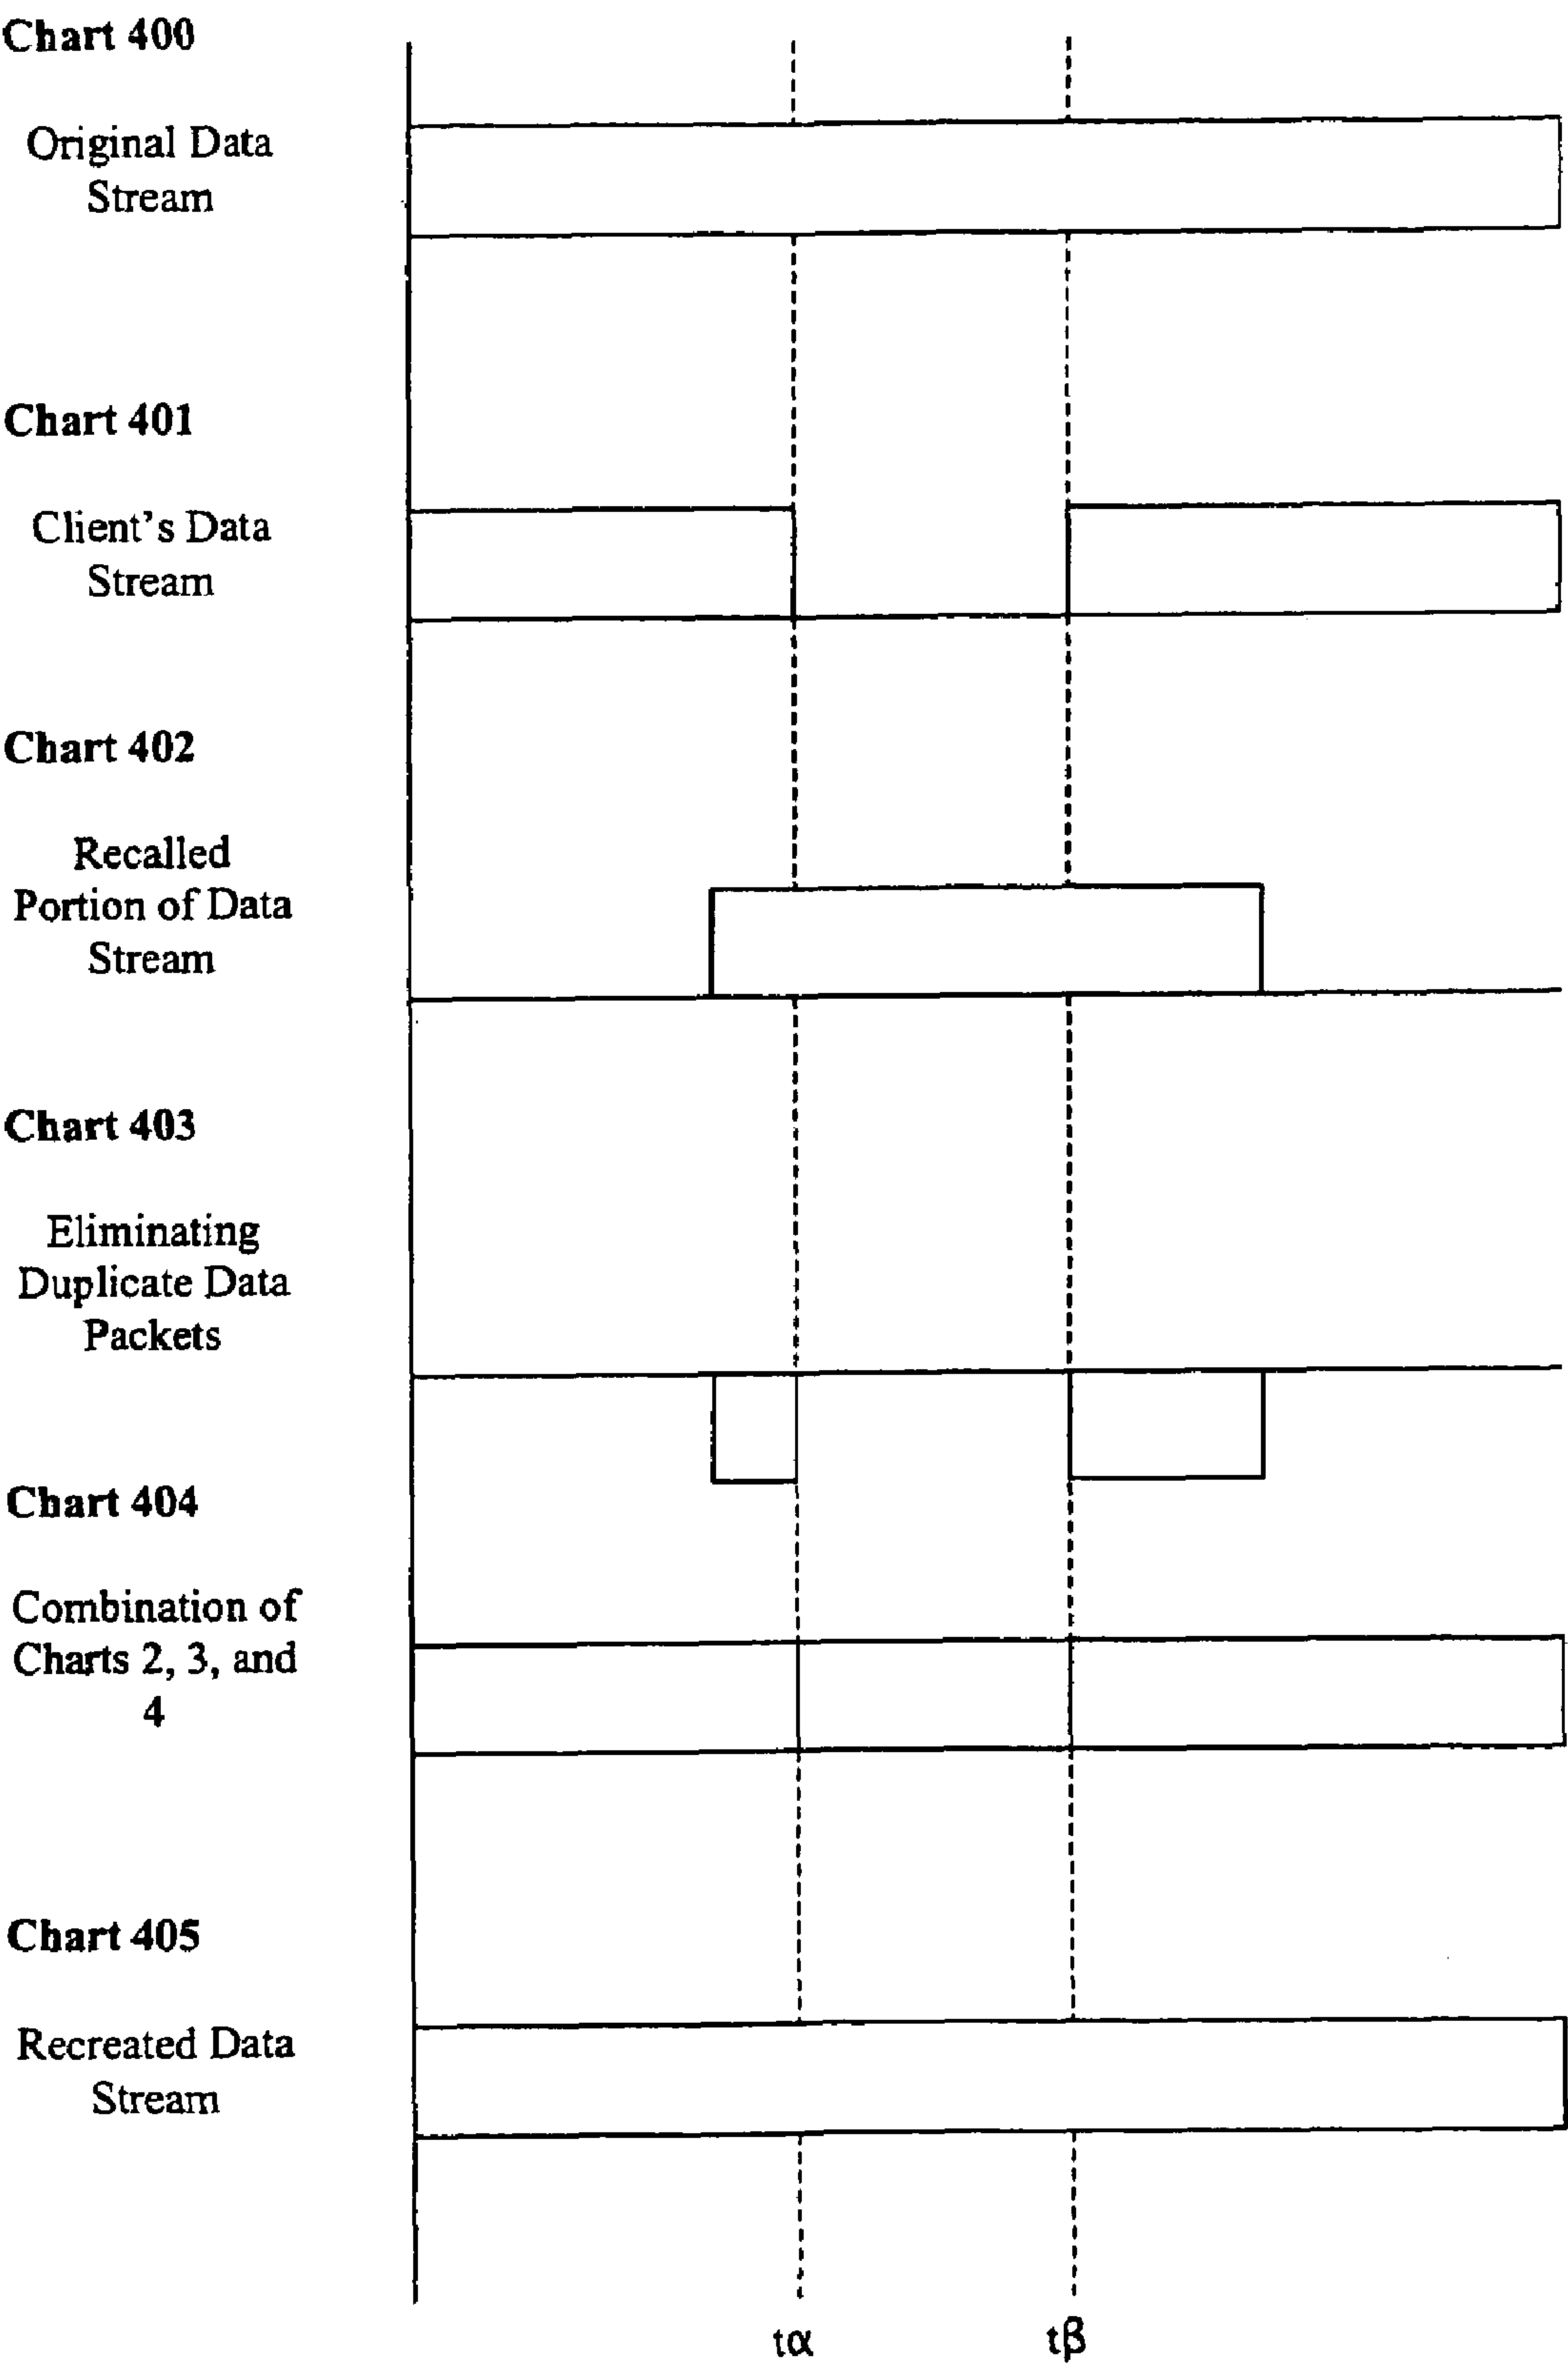 Chart 400
Original Data
Stream
Chart 401
Client's Data
Stream
Chart 402
Recalled
Portion of Data
Stream
Chart 403
Eliminating
Duplicate Data
Packets
Chart 404
Combination of
Charts 2, 3, and
4
Chart 405
Recreated Data
Stream
tα
tβ